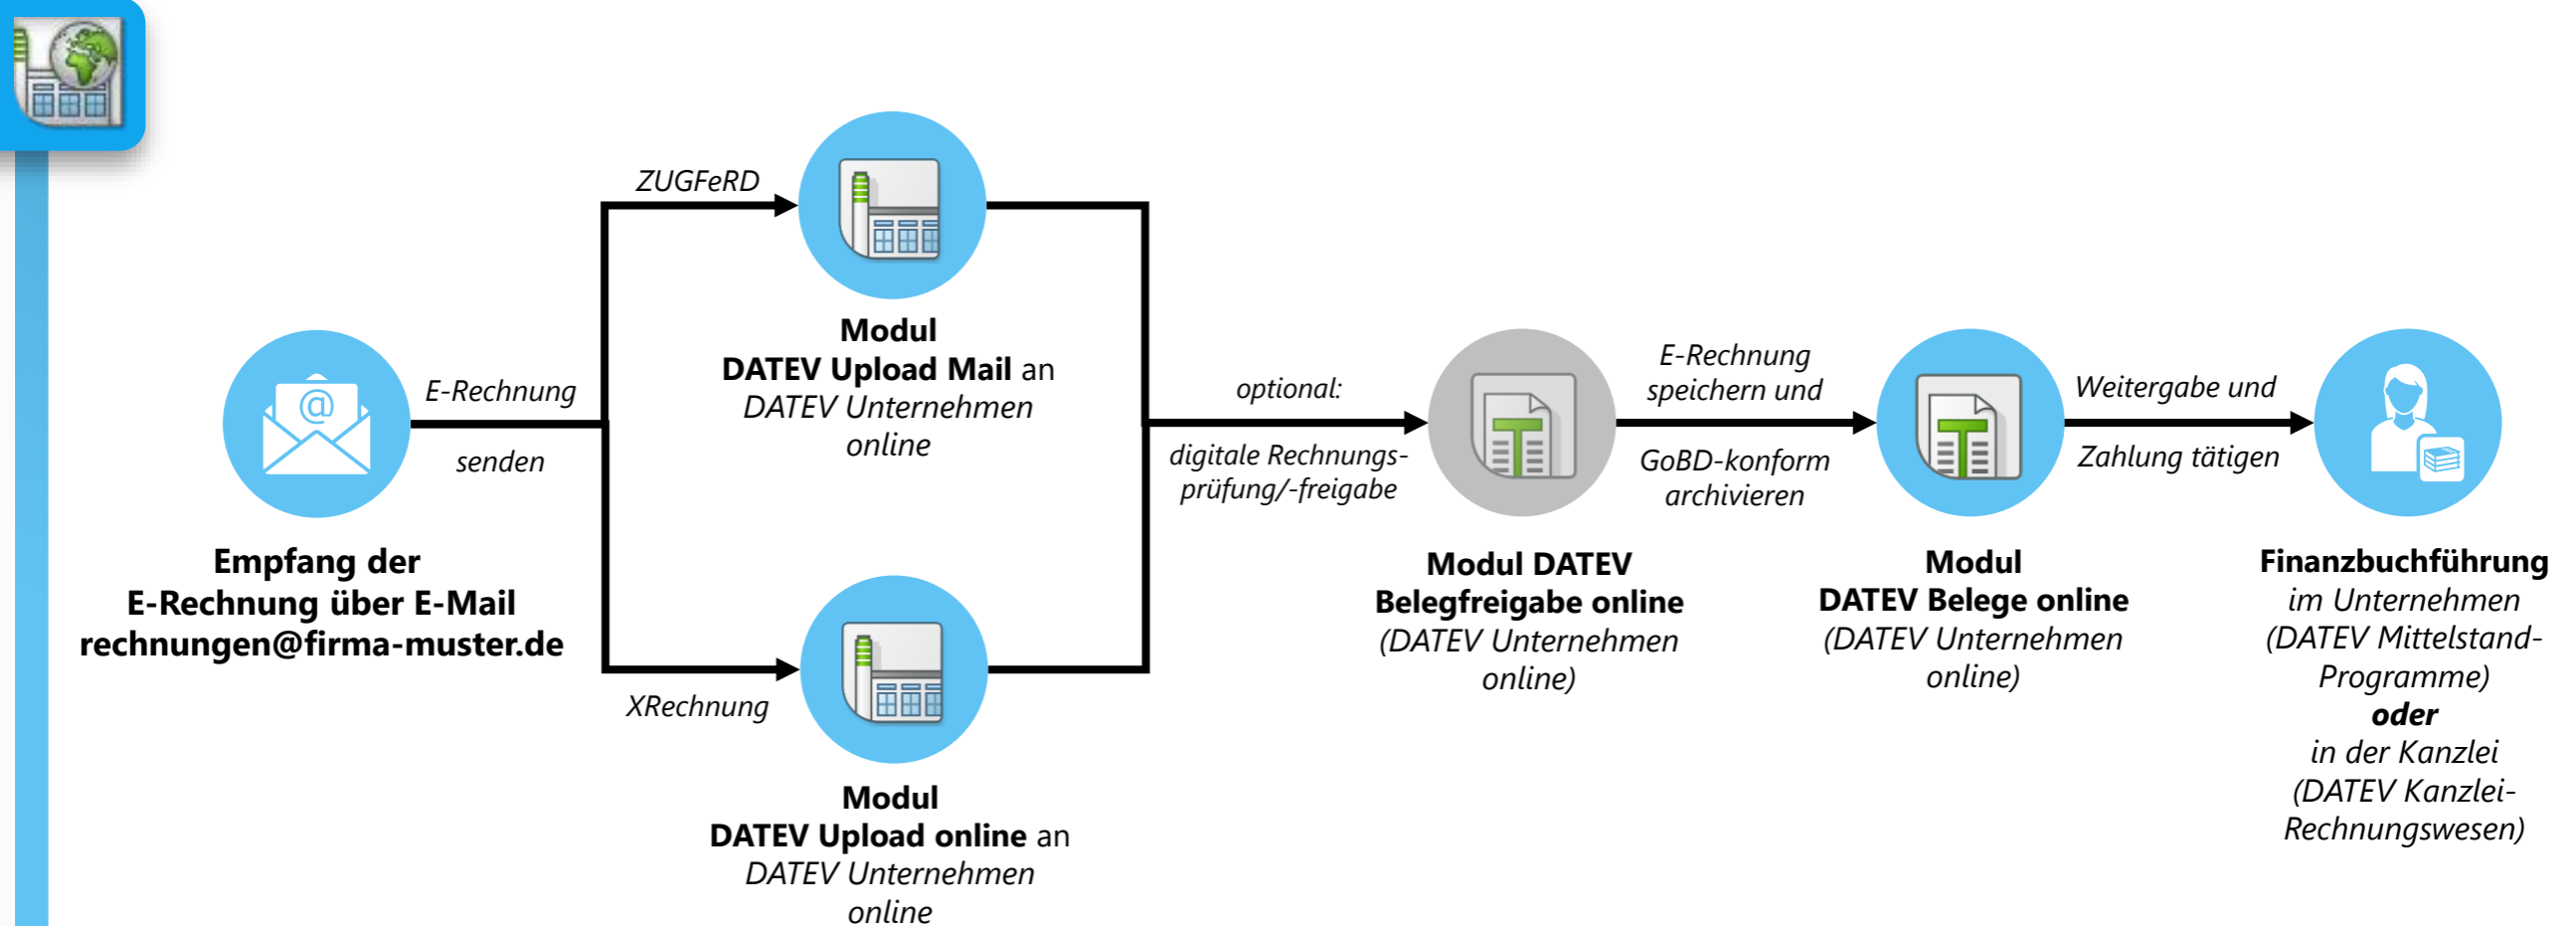 Empfang der
E-Rechnung über E-Mail
rechnungen@firma-muster.de
E-Rechnung
senden
ZUGFeRD
Modul
DATEV Upload Mail an
DATEV Unternehmen
online
XRechnung
Modul
DATEV Upload online an
DATEV Unternehmen
online
optional:
digitale Rechnungs-
prüfung/-freigabe
Modul DATEV
Belegfreigabe online
(DATEV Unternehmen
online)
E-Rechnung
speichern und
GoBD-konform
archivieren
Modul
DATEV Belege online
(DATEV Unternehmen
online)
Weitergabe und
Zahlung tätigen
Finanzbuchführung
im Unternehmen
(DATEV Mittelstand-
Programme)
oder
in der Kanzlei
(DATEV Kanzlei-
Rechnungswesen)